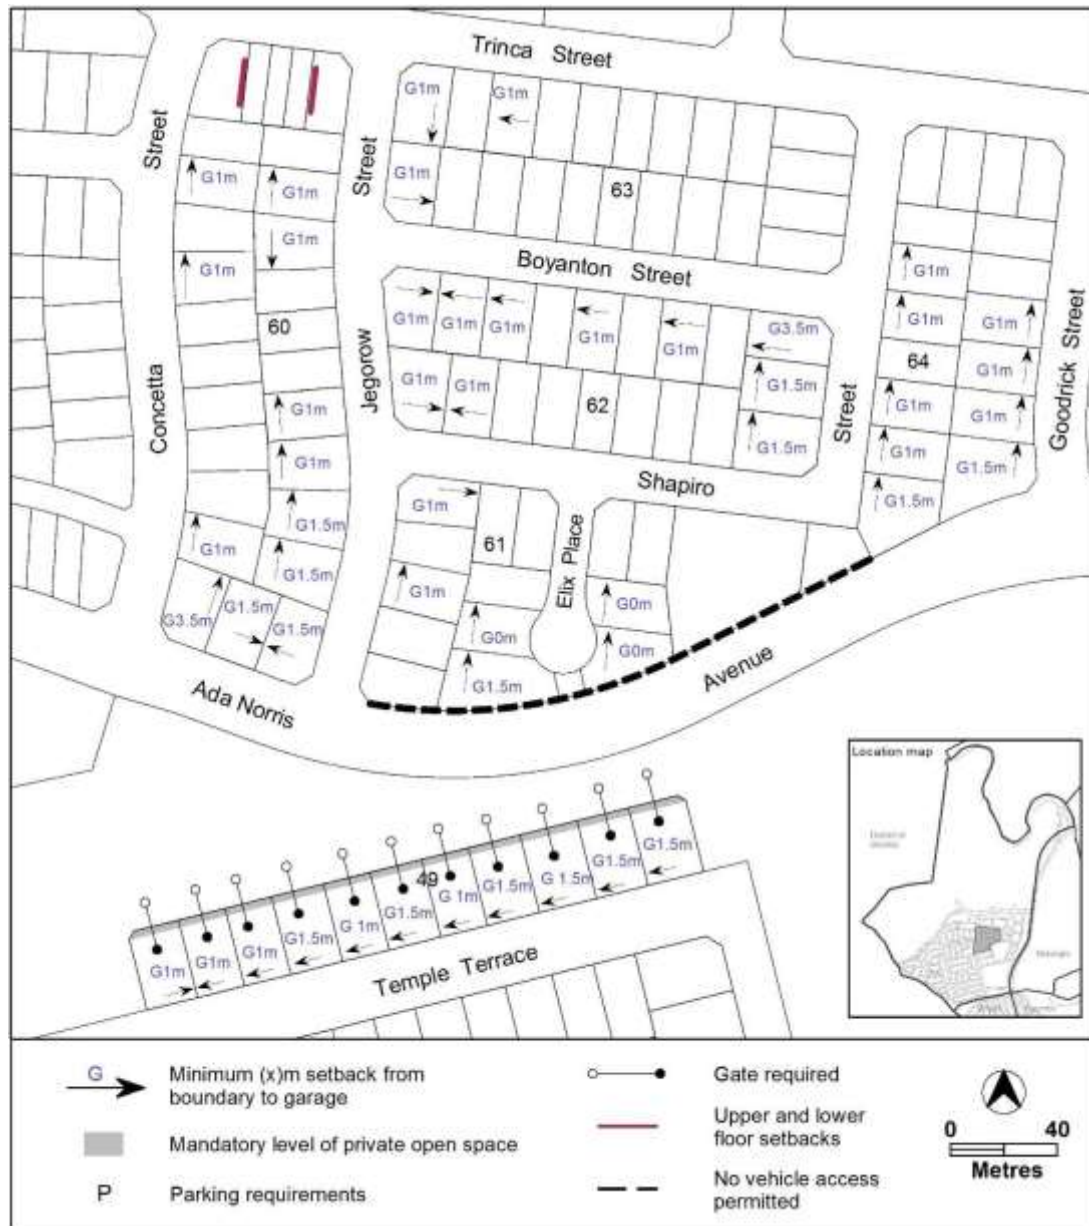 Trinca Street
G1m
G1m
Street
Street
G1m
63
G1m
G1m
G1m
G1m
Boyanton Street
G1m
Street
Goodrick Street
G1m
G1m
G1m
G1m
G1m
G3.5m
G1m
G1m
60
64
G1m
Concetta
Jegorow
G1m
G1m
62
G1.5m
G1m
G1m
G1m
G1.5m
G1m
G1m
G1.5m
Shapiro
G1m
61
G1.5m
G1.5m
G1m
G1.5m
Elix Place
G1m
G0m
G3.5m
G1.5m
G1.5m
G0m
G0m
G1.5m
Ada Norris
Avenue
Location map
49
G1m
G1m
G1m
G1.5m
G 1m
G1.5m
G 1m
G1.5m
G 1.5m
G1.5m
G1.5m
Temple Terrace
G
Minimum (x)m setback from
boundary to garage
Mandatory level of private open space
P
Parking requirements
Gate required
Upper and lower
floor setbacks
No vehicle access
permitted
0 40
Metres